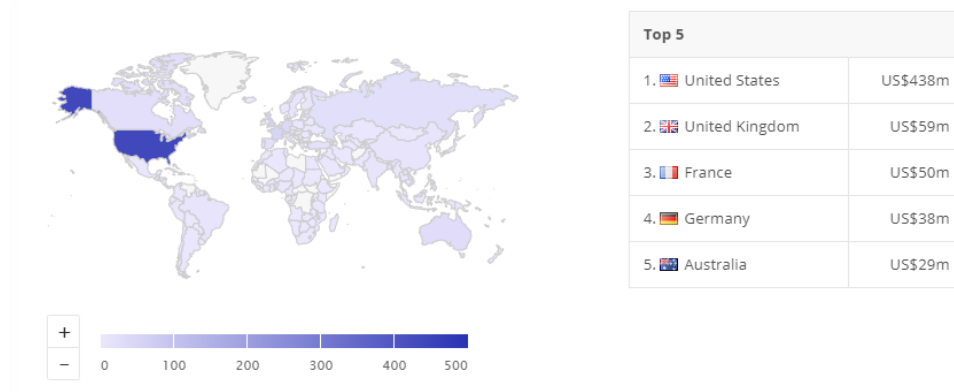 Top 5
1. United States US$438m
2. United Kingdom US$59m
3. France US$50m
4. Germany US$38m
5. Australia US$29m
+
−
0 100 200 300 400 500